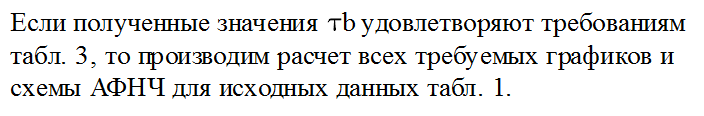 Если полученные значения τb удовлетворяют требованиям
табл. 3, то производим расчет всех требуемых графиков и
схемы АФНЧ для исходных данных табл. 1.